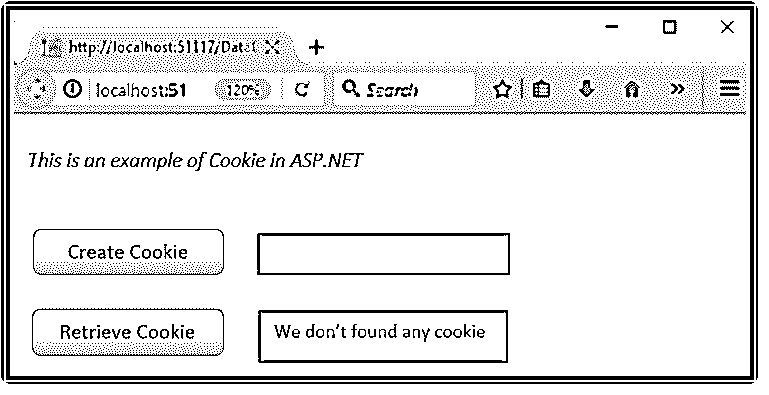 http://localhost:51117/Data
localhost:51
120%
Search
This is an example of Cookie in ASP.NET
Create Cookie
Retrieve Cookie
We don't found any cookie